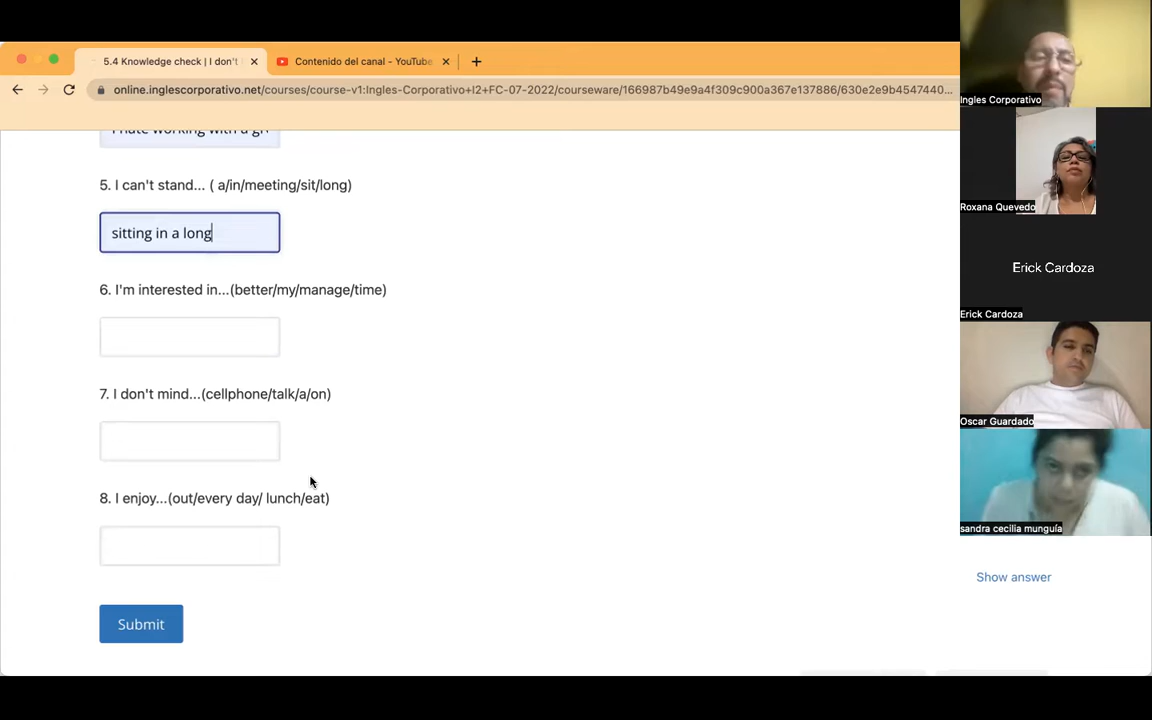 5.4 Knowledge check | I don't
Contenido del canal - YouTube
online.inglescorporativo.net/courses/course-v1:Ingles-Corporativo+I2+FC-07-2022/courseware/166987b49e9a4f309c900a367e137886/630e2e9b4547440...
I hate working with a gr
5. I can't stand... ( a/in/meeting/sit/long)
sitting in a long
6. I'm interested in...(better/my/manage/time)
7. I don't mind...(cellphone/talk/a/on)
8. I enjoy...(out/every day/ lunch/eat)
Submit
Show answer
Ingles Corporativo
Roxana Quevedo
Erick Cardoza
Erick Cardoza
Oscar Guardado
sandra cecilia munguía